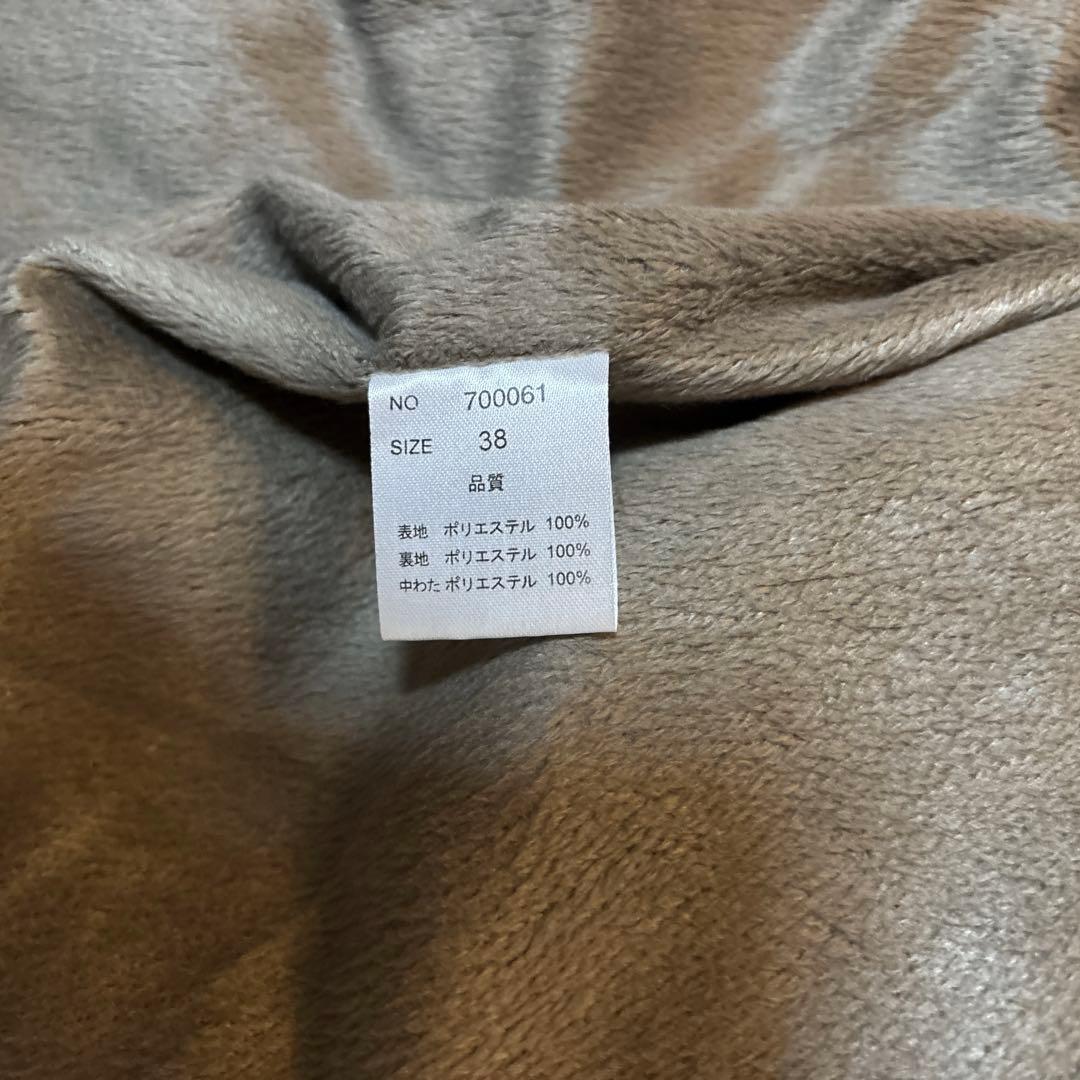 NO 700061
SIZE 38
品質
表地 ポリエステル 100%
裏地 ポリエステル 100%
中わた ポリエステル 100%